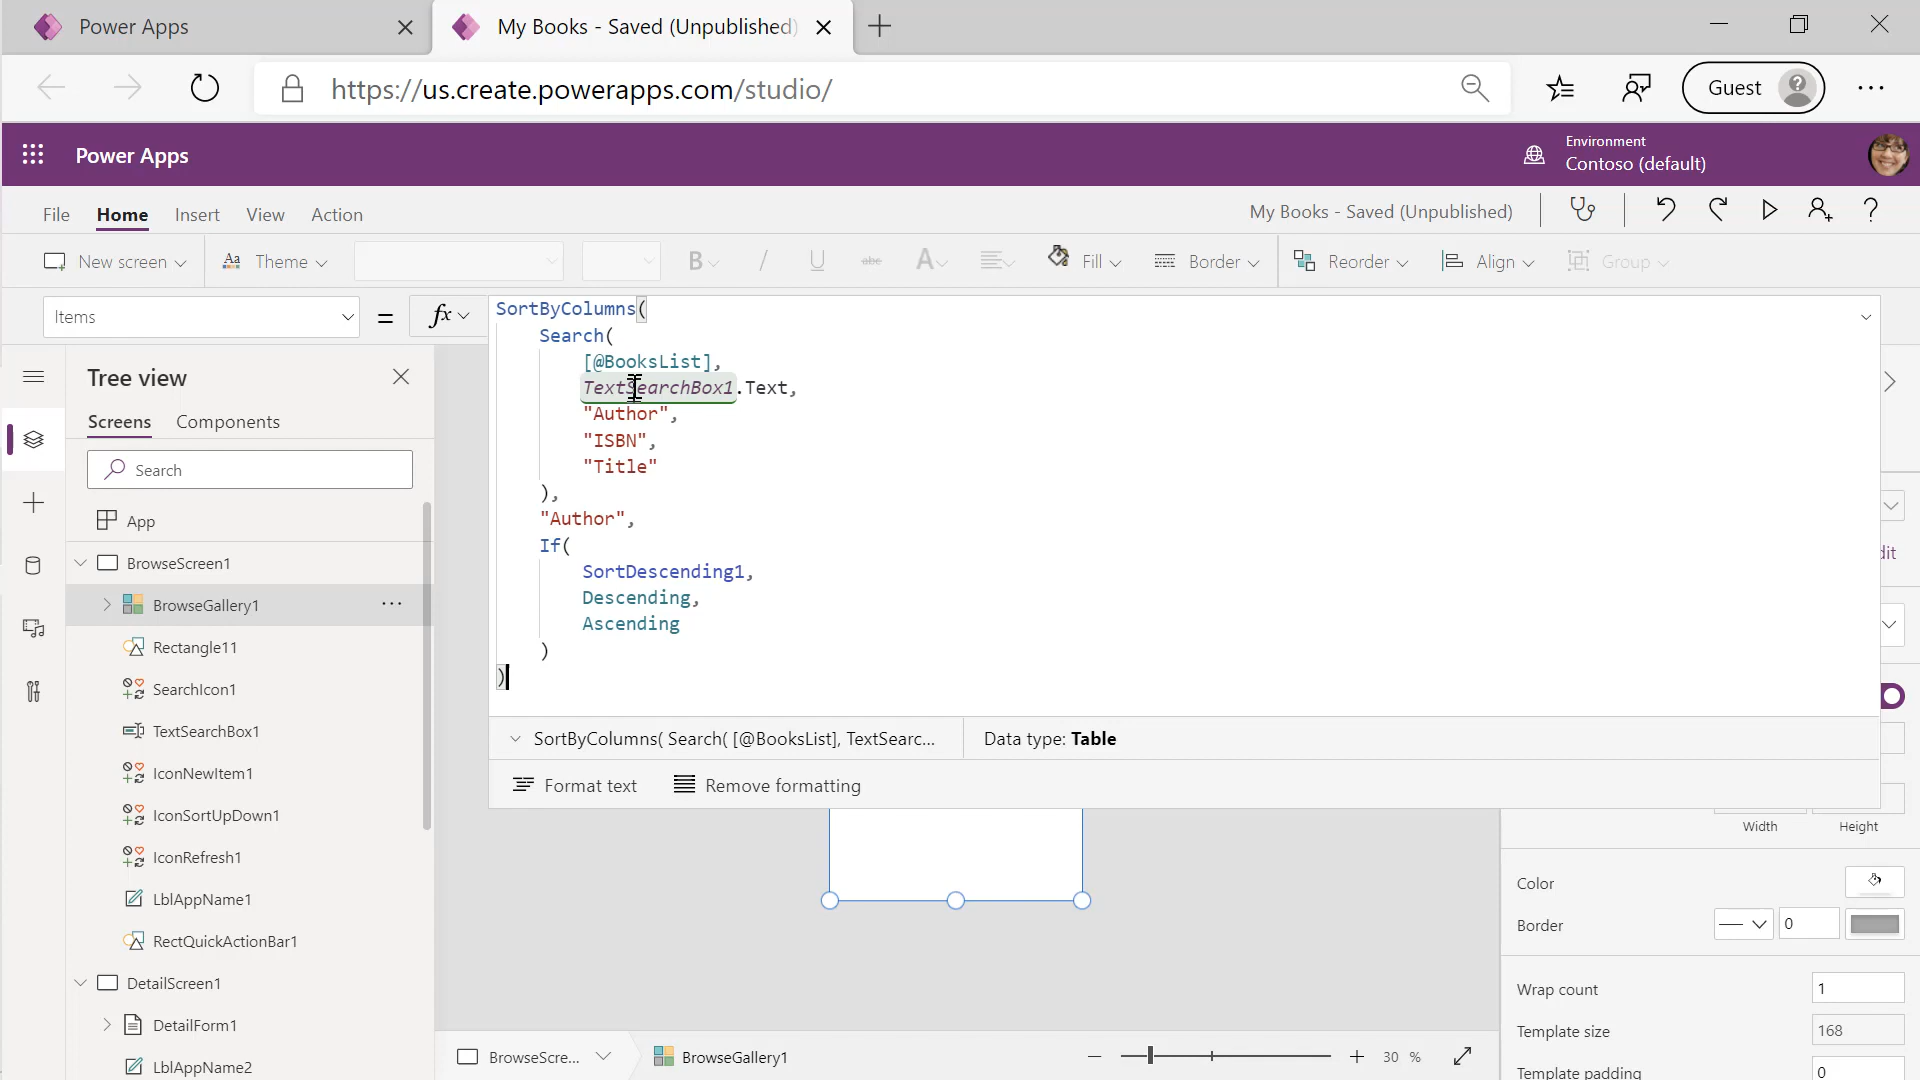 Power Apps
My Books - Saved (Unpublished)
https://us.create.powerapps.com/studio/
Guest
Power Apps
Environment
Contoso (default)
File Home Insert View Action
My Books - Saved (Unpublished)
New screen Theme B / U abc A Fill Border Reorder Align Group
Items = fx
SortByColumns(
Search(
[@BooksList],
TextSearchBox1.Text,
"Author",
"ISBN",
"Title"
),
"Author",
If(
SortDescending1,
Descending,
Ascending
)
)
SortByColumns( Search( [@BooksList], TextSearc...
Data type: Table
Format text
Remove formatting
Tree view
Screens Components
Search
App
BrowseScreen1
BrowseGallery1
Rectangle11
SearchIcon1
TextSearchBox1
IconNewItem1
IconSortUpDown1
IconRefresh1
LblAppName1
RectQuickActionBar1
DetailScreen1
DetailForm1
LblAppName2
BrowseScre...
BrowseGallery1
30 %
Width Height
Color
Border 0
Wrap count 1
Template size 168
Template padding 0